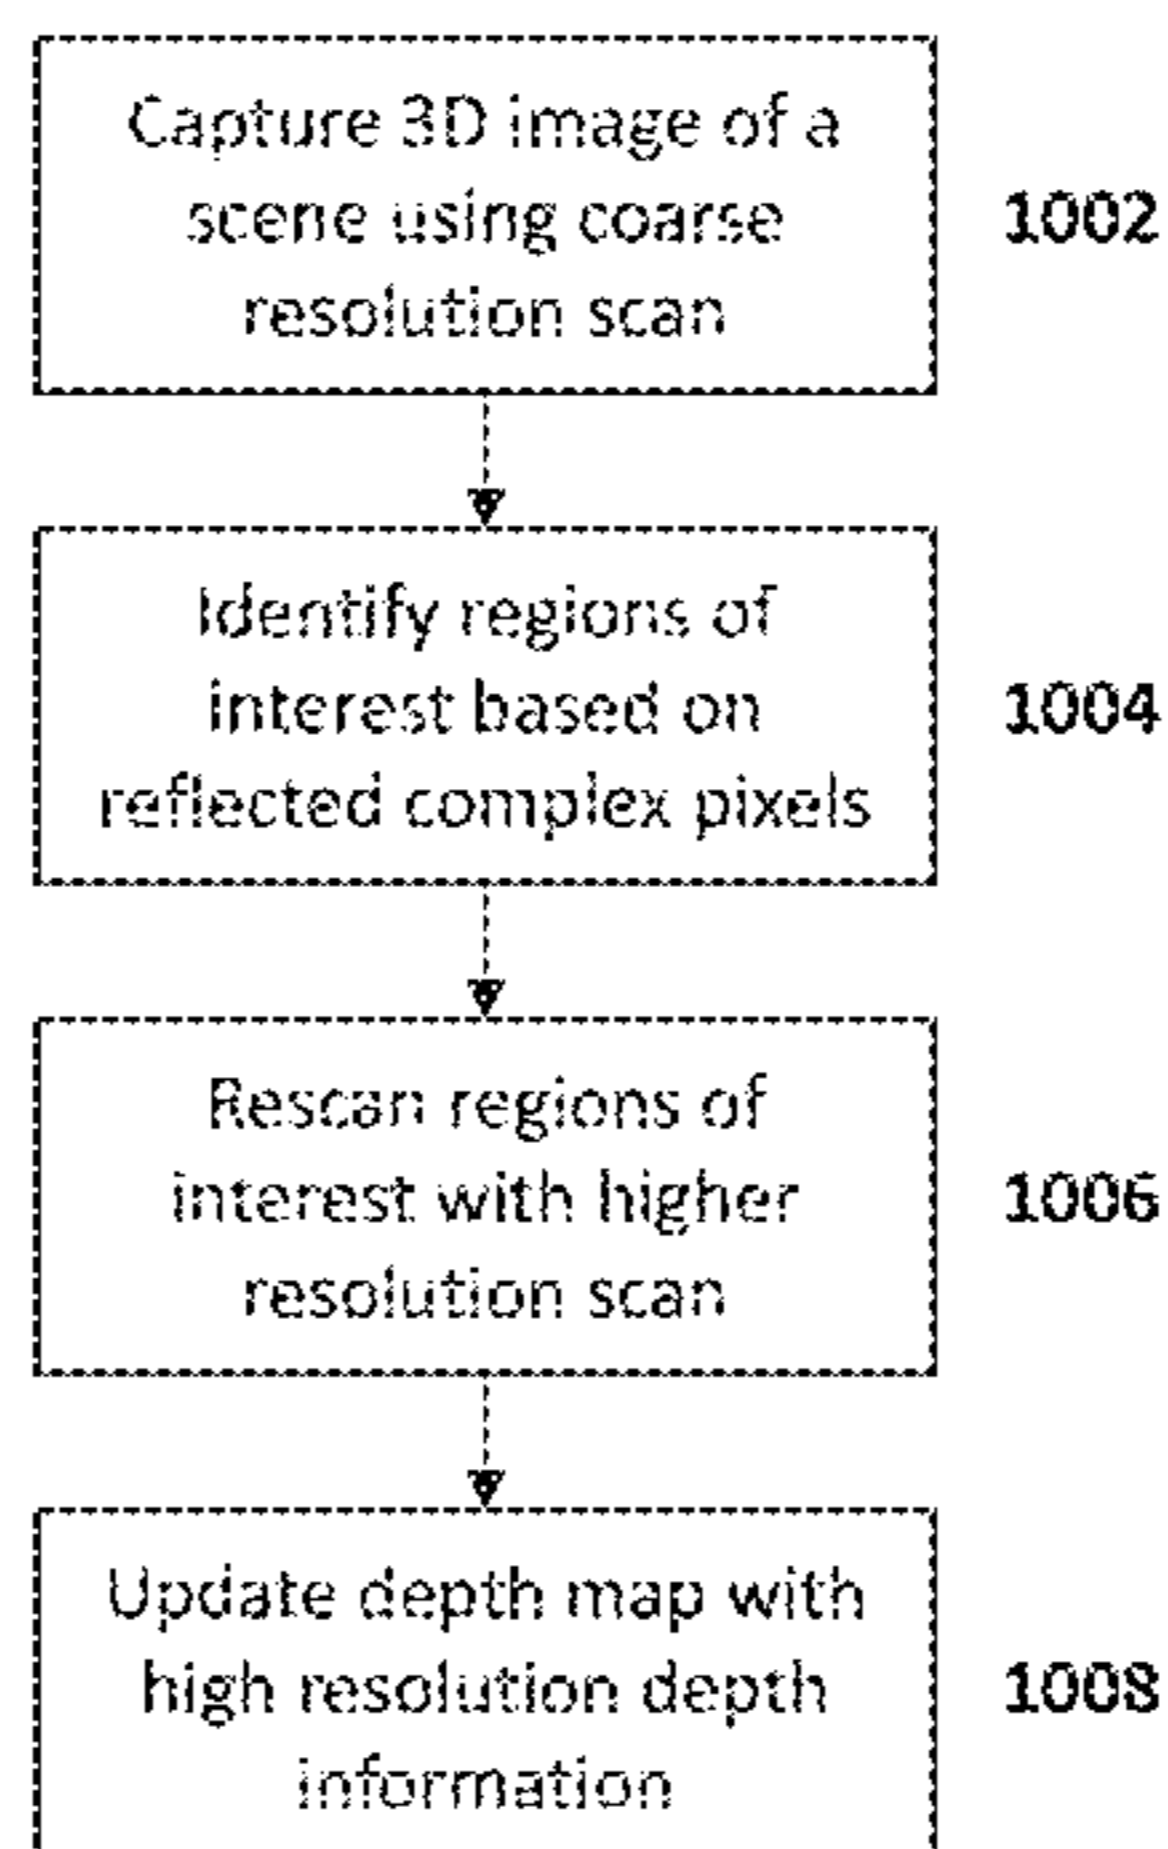 Capture 3D image of a
scene using coarse
resolution scan
1002
Identify regions of
interest based on
reflected complex pixels
1004
Rescan regions of
interest with higher
resolution scan
1006
Update depth map with
high resolution depth
information
1008